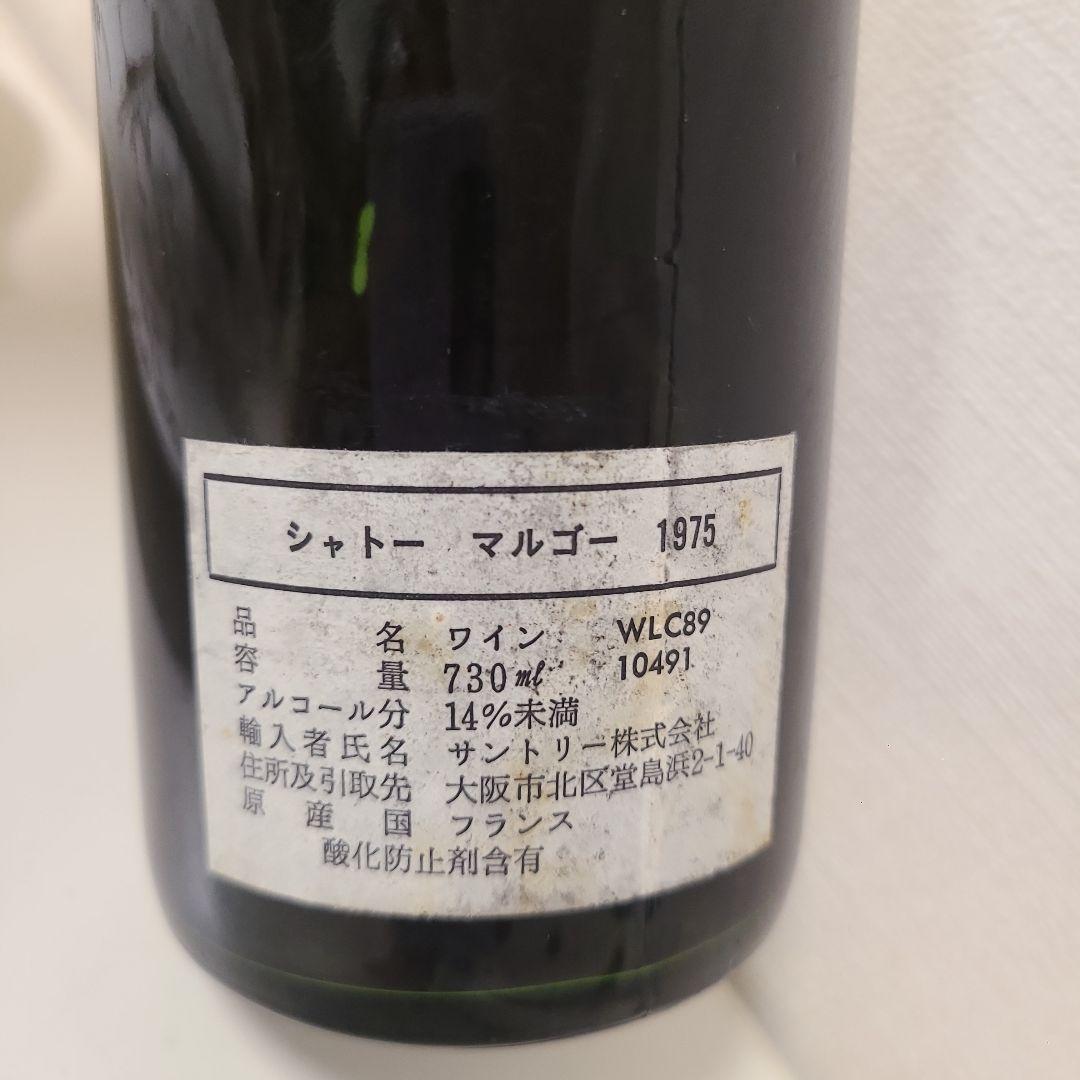 シャトー マルゴー 1975
品名 ワイン WLC89
容量 730ml 10491
アルコール分 14%未満
輸入者氏名 サントリー株式会社
住所及引取先 大阪市北区堂島浜2-1-40
原産国 フランス
酸化防止剤含有